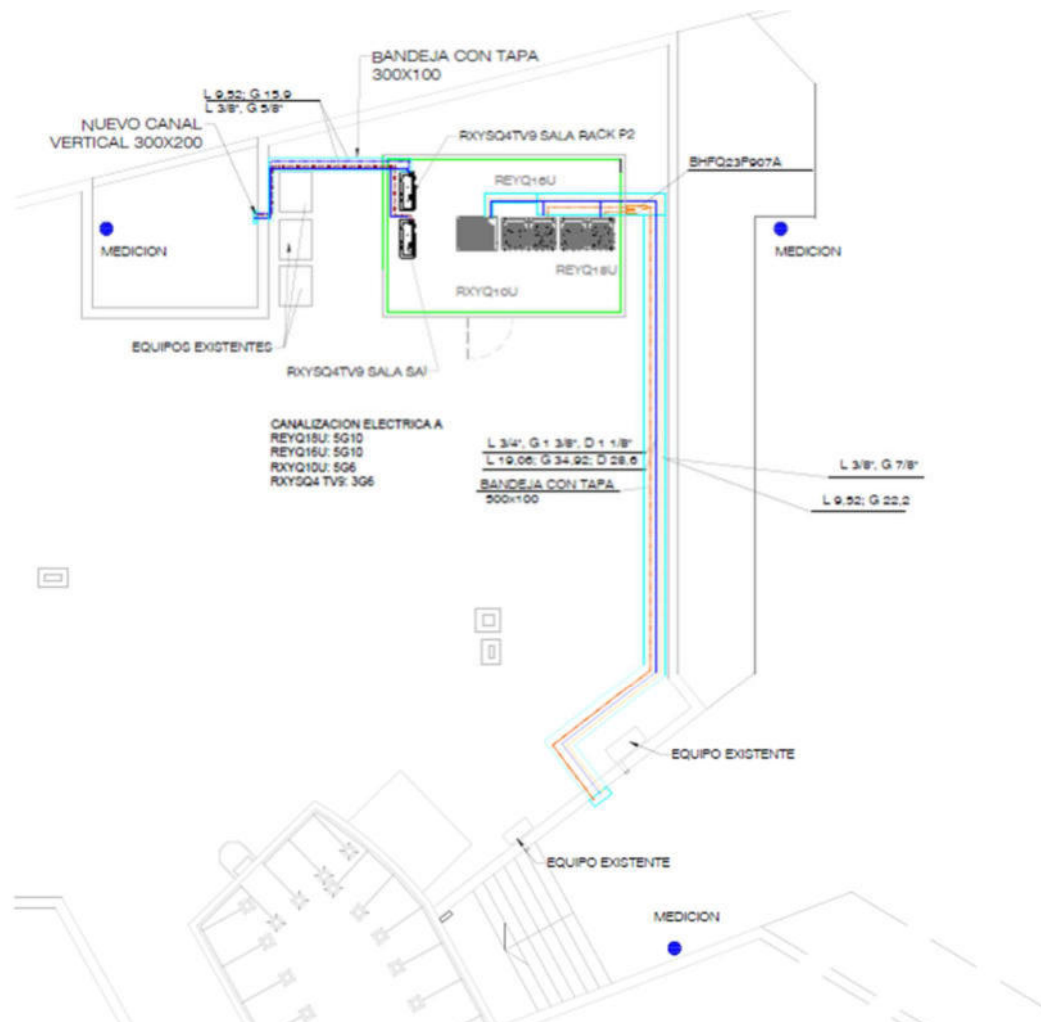 BANDEJA CON TAPA
300X100
L 9,52; G 15,9
L 3/8", G 5/8"
NUEVO CANAL
VERTICAL 300X200
RXYSQ4TV9 SALA RACK P2
BHFQ23P907A
REYQ16U
MEDICION
MEDICION
REYQ18U
RXYQ10U
EQUIPOS EXISTENTES
RXYSQ4TV9 SALA SAI
CANALIZACION ELECTRICA A
REYQ18U: 5G10
REYQ16U: 5G10
RXYQ10U: 5G6
RXYSQ4 TV9: 3G6
L 3/4", G 1 3/8", D 1 1/8"
L 19,06; G 34,92; D 28,6
BANDEJA CON TAPA
500x100
L 3/8", G 7/8"
L 9,52; G 22,2
EQUIPO EXISTENTE
EQUIPO EXISTENTE
MEDICION